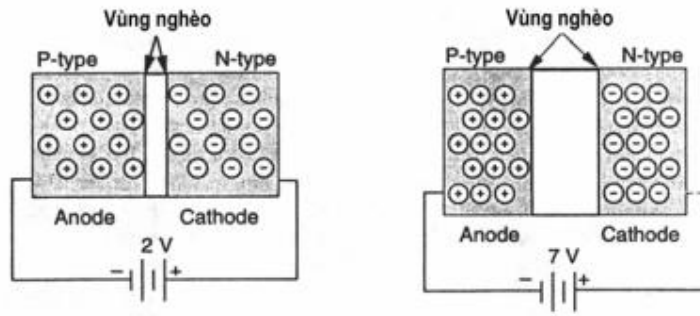 Vùng nghèo
P-type N-type
Anode Cathode
2 V
− +
Vùng nghèo
P-type N-type
Anode Cathode
7 V
− +